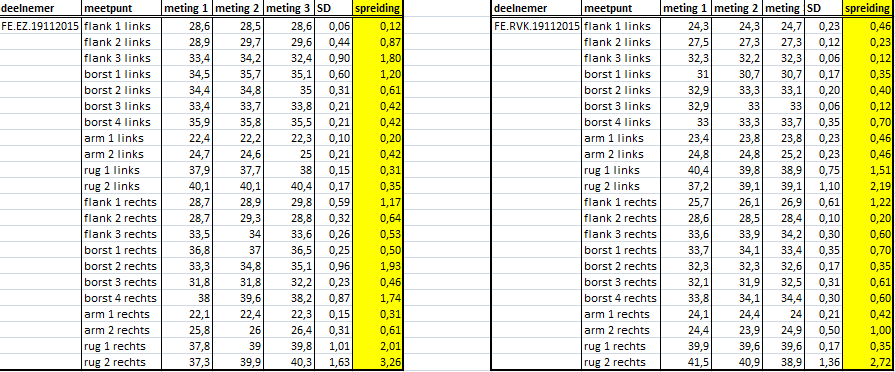 deelnemer meetpunt meting 1 meting 2 meting 3 SD spreiding deelnemer meetpunt meting 1 meting 2 meting SD spreiding
FE.EZ.19112015 flank 1 links 28,6 28,5 28,6 0,06 0,12 FE.RVK.19112015 flank 1 links 24,3 24,3 24,7 0,23 0,46
flank 2 links 28,9 29,7 29,6 0,44 0,87 flank 2 links 27,5 27,3 27,3 0,12 0,23
flank 3 links 33,4 34,2 32,4 0,90 1,80 flank 3 links 32,3 32,2 32,3 0,06 0,12
borst 1 links 34,5 35,7 35,1 0,60 1,20 borst 1 links 31 30,7 30,7 0,17 0,35
borst 2 links 34,4 34,8 35 0,31 0,61 borst 2 links 32,9 33,3 33,1 0,20 0,40
borst 3 links 33,4 33,7 33,8 0,21 0,42 borst 3 links 32,9 33 33 0,06 0,12
borst 4 links 35,9 35,8 35,5 0,21 0,42 borst 4 links 33 33,3 33,7 0,35 0,70
arm 1 links 22,4 22,2 22,3 0,10 0,20 arm 1 links 23,4 23,8 23,8 0,23 0,46
arm 2 links 24,7 24,6 25 0,21 0,42 arm 2 links 24,8 24,8 25,2 0,23 0,46
rug 1 links 37,9 37,7 38 0,15 0,31 rug 1 links 40,4 39,8 38,9 0,75 1,51
rug 2 links 40,1 40,1 40,4 0,17 0,35 rug 2 links 37,2 39,1 39,1 1,10 2,19
flank 1 rechts 28,7 28,9 29,8 0,59 1,17 flank 1 rechts 25,7 26,1 26,9 0,61 1,22
flank 2 rechts 28,7 29,3 28,8 0,32 0,64 flank 2 rechts 28,6 28,5 28,4 0,10 0,20
flank 3 rechts 33,5 34 33,6 0,26 0,53 flank 3 rechts 33,6 33,9 34,2 0,30 0,60
borst 1 rechts 36,8 37 36,5 0,25 0,50 borst 1 rechts 33,7 34,1 33,4 0,35 0,70
borst 2 rechts 33,3 34,8 35,1 0,96 1,93 borst 2 rechts 32,3 32,3 32,6 0,17 0,35
borst 3 rechts 31,8 31,8 32,2 0,23 0,46 borst 3 rechts 32,1 31,9 32,5 0,31 0,61
borst 4 rechts 38 39,6 38,2 0,87 1,74 borst 4 rechts 33,8 34,1 34,4 0,30 0,60
arm 1 rechts 22,1 22,4 22,3 0,15 0,31 arm 1 rechts 24,1 24,4 24 0,21 0,42
arm 2 rechts 25,8 26 26,4 0,31 0,61 arm 2 rechts 24,4 23,9 24,9 0,50 1,00
rug 1 rechts 37,8 39 39,8 1,01 2,01 rug 1 rechts 39,9 39,6 39,6 0,17 0,35
rug 2 rechts 37,3 39,9 40,3 1,63 3,26 rug 2 rechts 41,5 40,9 38,9 1,36 2,72